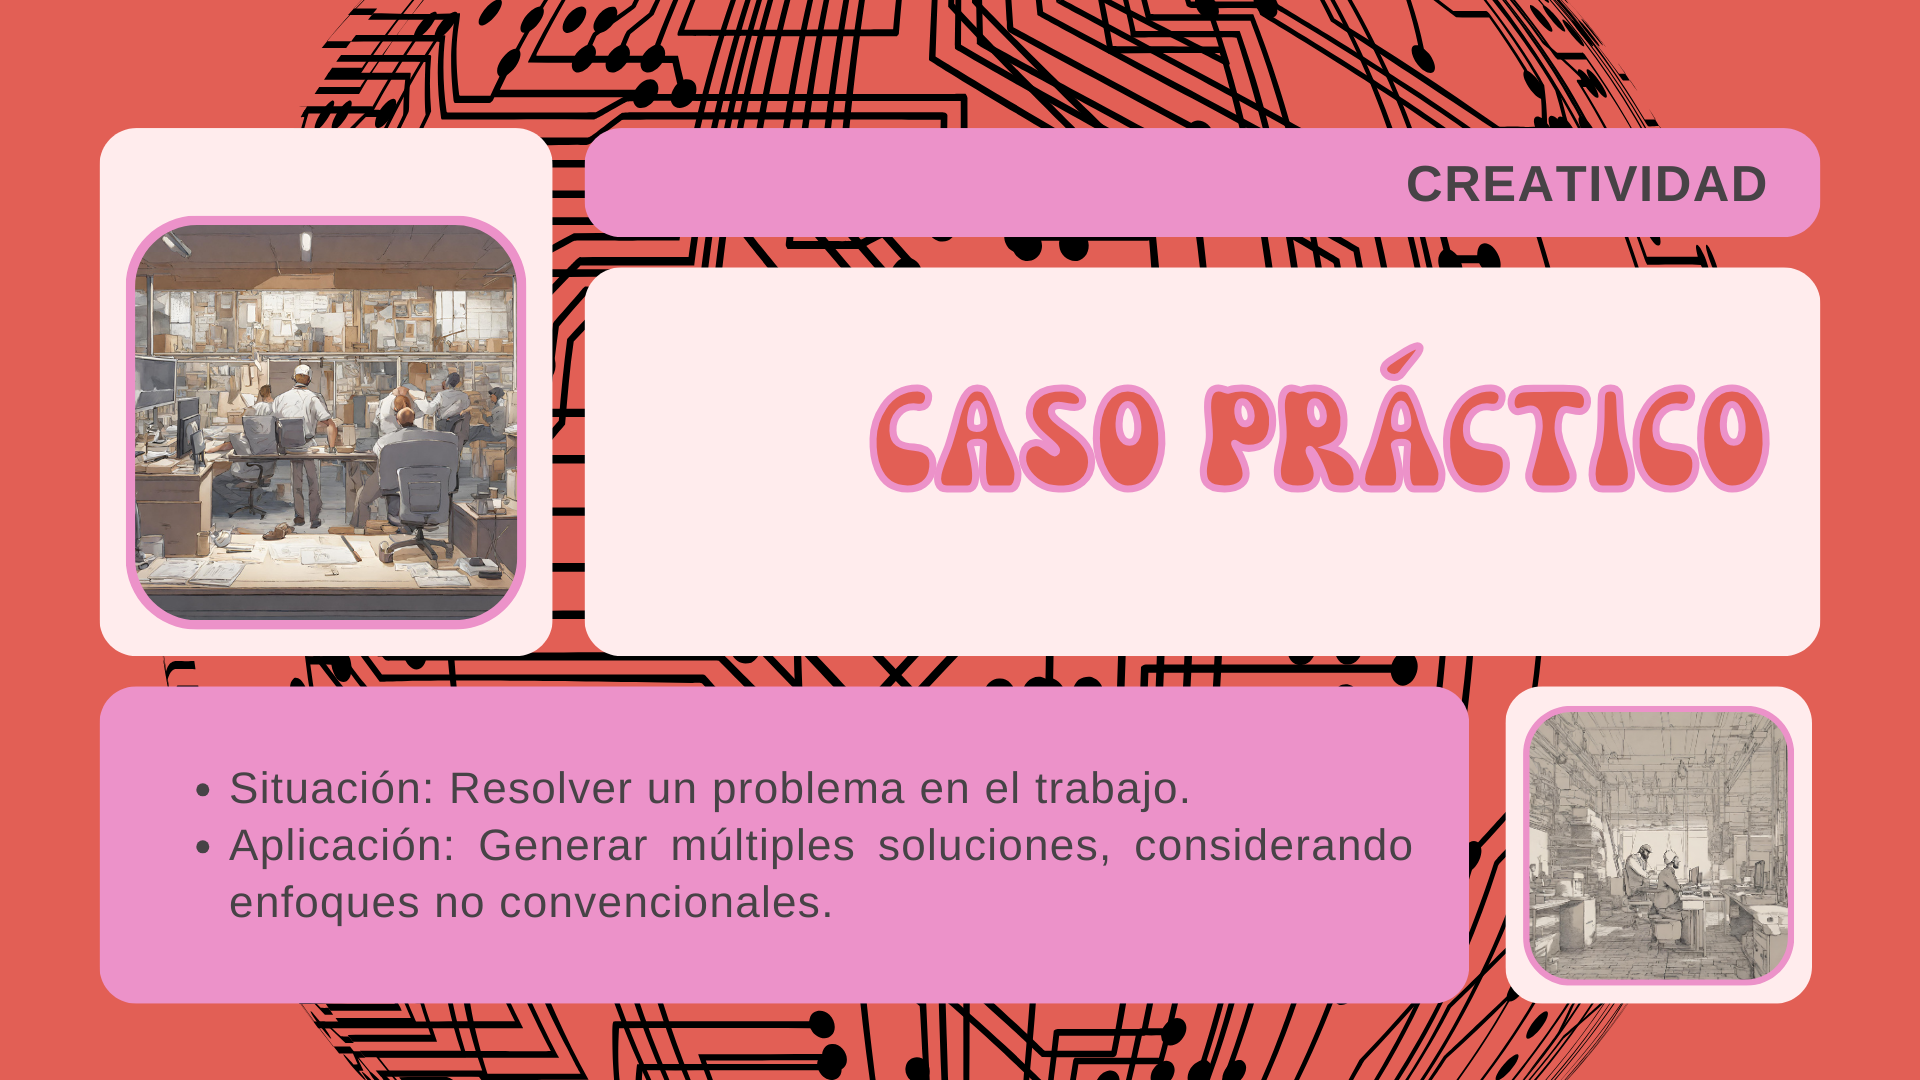 CREATIVIDAD
CASO PRÁCTICO
• Situación: Resolver un problema en el trabajo.
• Aplicación: Generar múltiples soluciones, considerando
enfoques no convencionales.